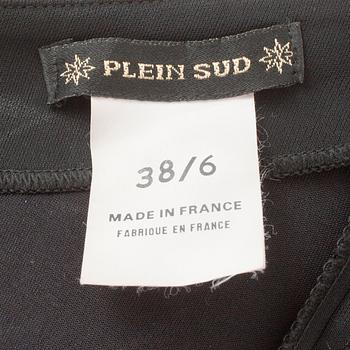 PLEIN SUD
38/6
MADE IN FRANCE
FABRIQUE EN FRANCE